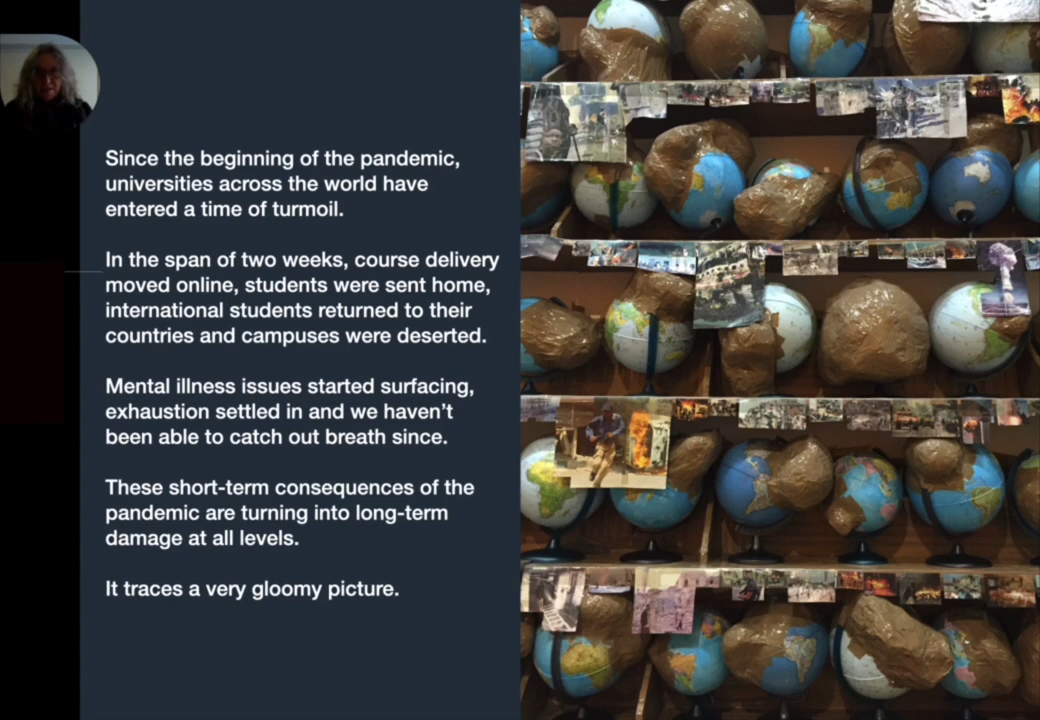 Since the beginning of the pandemic,
universities across the world have
entered a time of turmoil.
In the span of two weeks, course delivery
moved online, students were sent home,
international students returned to their
countries and campuses were deserted.
Mental illness issues started surfacing,
exhaustion settled in and we haven't
been able to catch out breath since.
These short-term consequences of the
pandemic are turning into long-term
damage at all levels.
It traces a very gloomy picture.